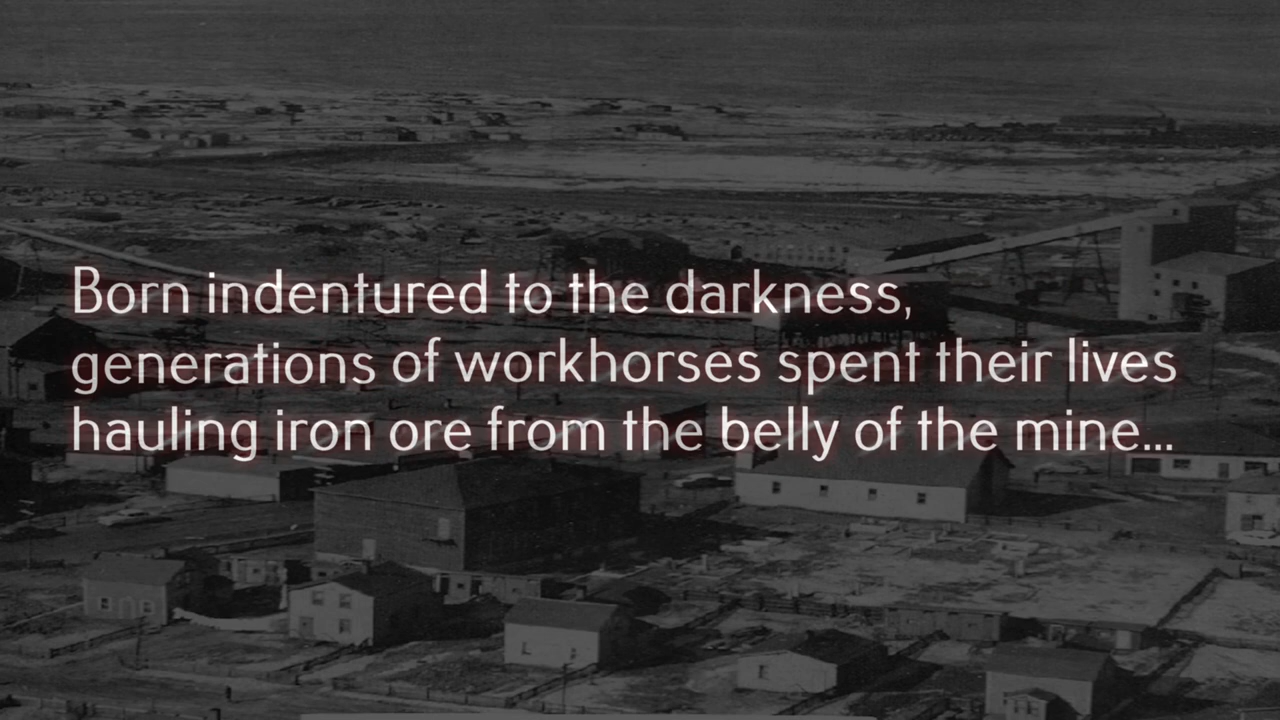 Born indentured to the darkness,
generations of workhorses spent their lives
hauling iron ore from the belly of the mine...